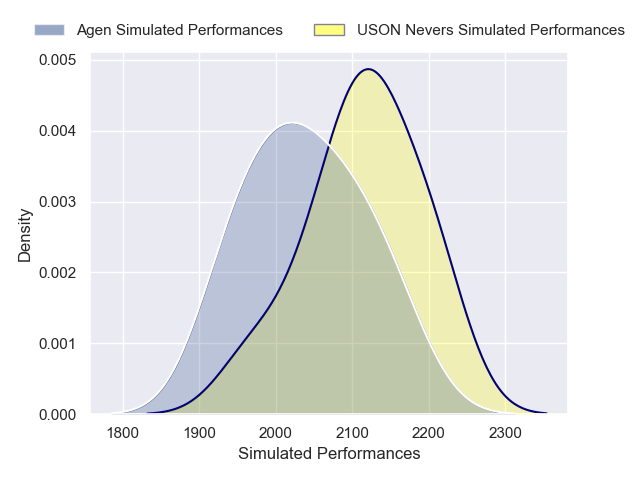 Agen Simulated Performances
USON Nevers Simulated Performances
0.005
0.004
0.003
0.002
0.001
0.000
Density
1800 1900 2000 2100 2200 2300
Simulated Performances